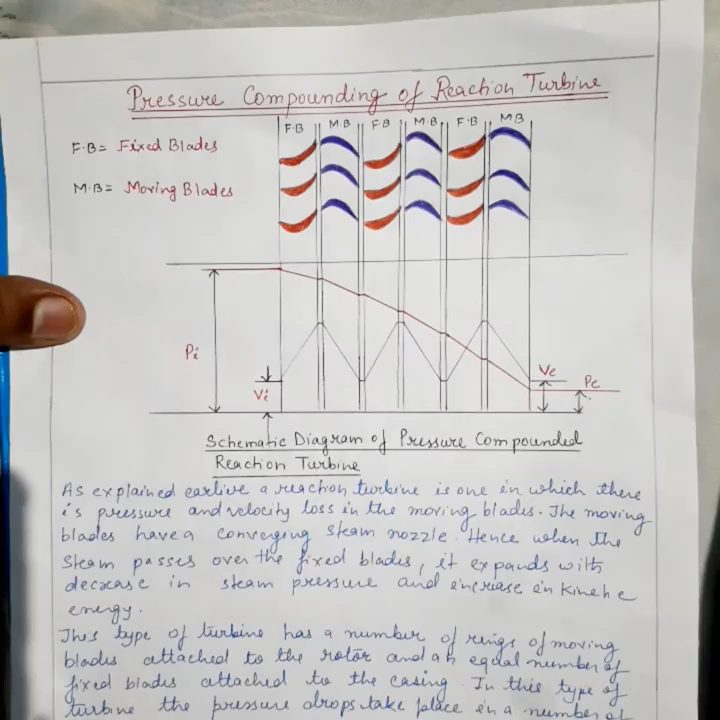 Pressure Compounding of Reaction Turbine
F·B M·B F·B M·B F·B M·B
F·B = Fixed Blades
M·B = Moving Blades
Pi
Vi
Ve
Pe
Schematic Diagram of Pressure Compounded
Reaction Turbine
As explained earlive a reaction turbine is one in which there
is pressure and velocity loss in the moving blades. The moving
blades have a converging steam nozzle. Hence when the
steam passes over the fixed blades, it expands with
decrease in steam pressure and increase in kinetic
energy.
This type of turbine has a number of rings of moving
blades attached to the rotor and an equal number of
fixed blades attached to the casing. In this type of
turbine the pressure drops take place in a number of